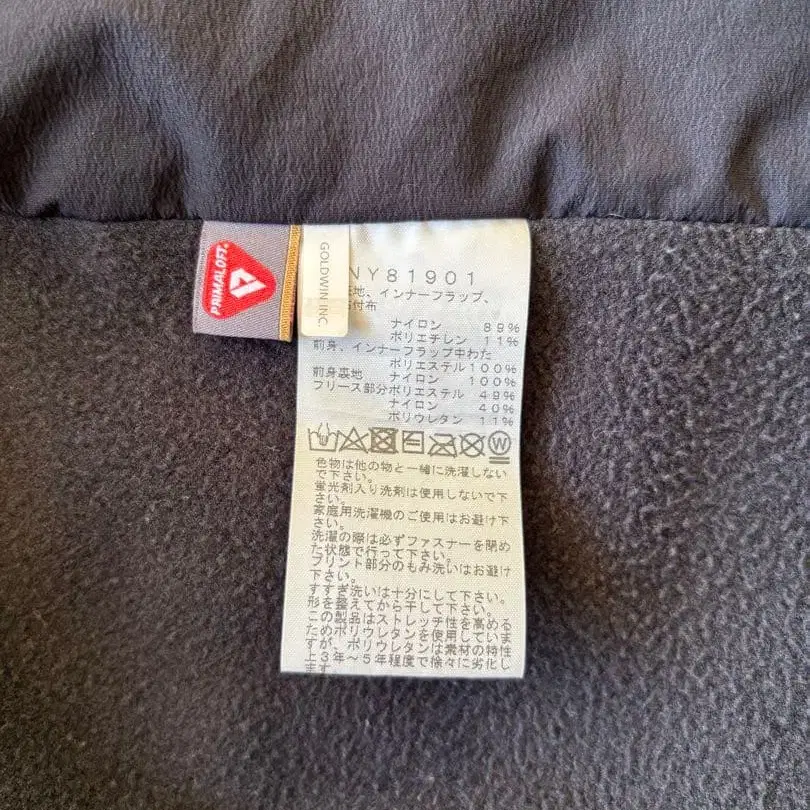 PRIMALOFT
GOLDWIN INC.
NY81901
地、インナーフラップ、
付布
ナイロン 89%
ポリエチレン 11%
前身、インナーフラップ中わた
ポリエステル 100%
前身裏地 ナイロン 100%
フリース部分ポリエステル 49%
ナイロン 40%
ポリウレタン 11%
W
色物は他の物と一緒に洗濯しない
で下さい。
蛍光剤入り洗剤は使用しないで下
さい。
家庭用洗濯機のご使用はお避け下
さい。
洗濯の際は必ずファスナーを閉め
た状態で行って下さい。
プリント部分のもみ洗いはお避け
下さい。
すすぎ洗いは十分にして下さい。
形を整えてから干して下さい。
この製品はストレッチ性を高める
ためポリウレタンを使用していま
すが、ポリウレタンは素材の特性
上3年～5年程度で徐々に劣化し
ます